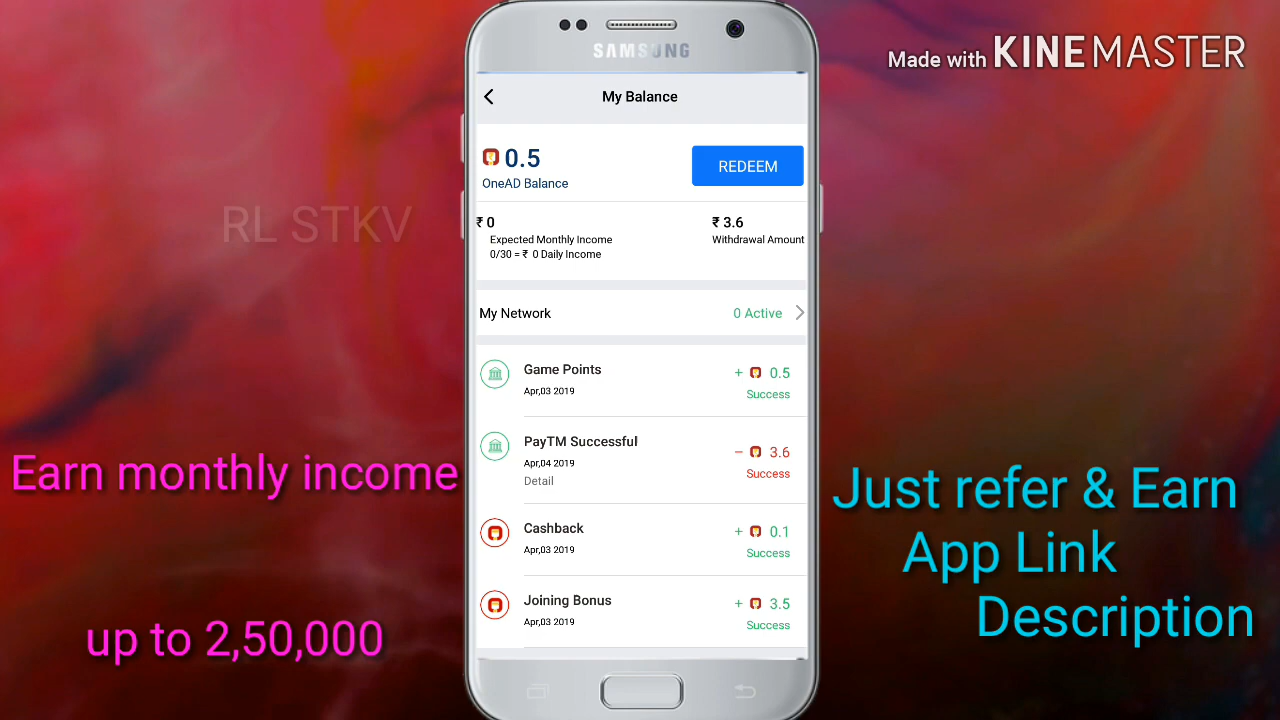 Made with KINEMASTER
SAMSUNG
My Balance
0.5
OneAD Balance
REDEEM
RL STKV
₹ 0
Expected Monthly Income
0/30 = ₹ 0 Daily Income
₹ 3.6
Withdrawal Amount
My Network
0 Active
Game Points
Apr,03 2019
+ 0.5
Success
PayTM Successful
Apr,04 2019
Detail
− 3.6
Success
Cashback
Apr,03 2019
+ 0.1
Success
Joining Bonus
Apr,03 2019
+ 3.5
Success
Earn monthly income
up to 2,50,000
Just refer & Earn
App Link
Description